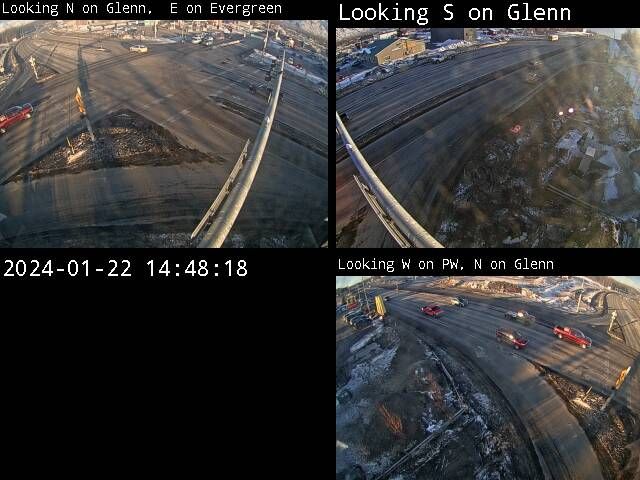 Looking N on Glenn,  E on Evergreen
Looking S on Glenn
2024-01-22 14:48:18
Looking W on PW, N on Glenn